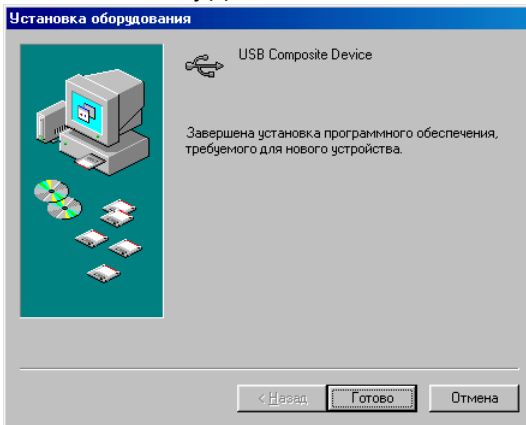 Установка оборудования
USB Composite Device
Завершена установка программного обеспечения,
требуемого для нового устройства.
< Назад
Готово
Отмена